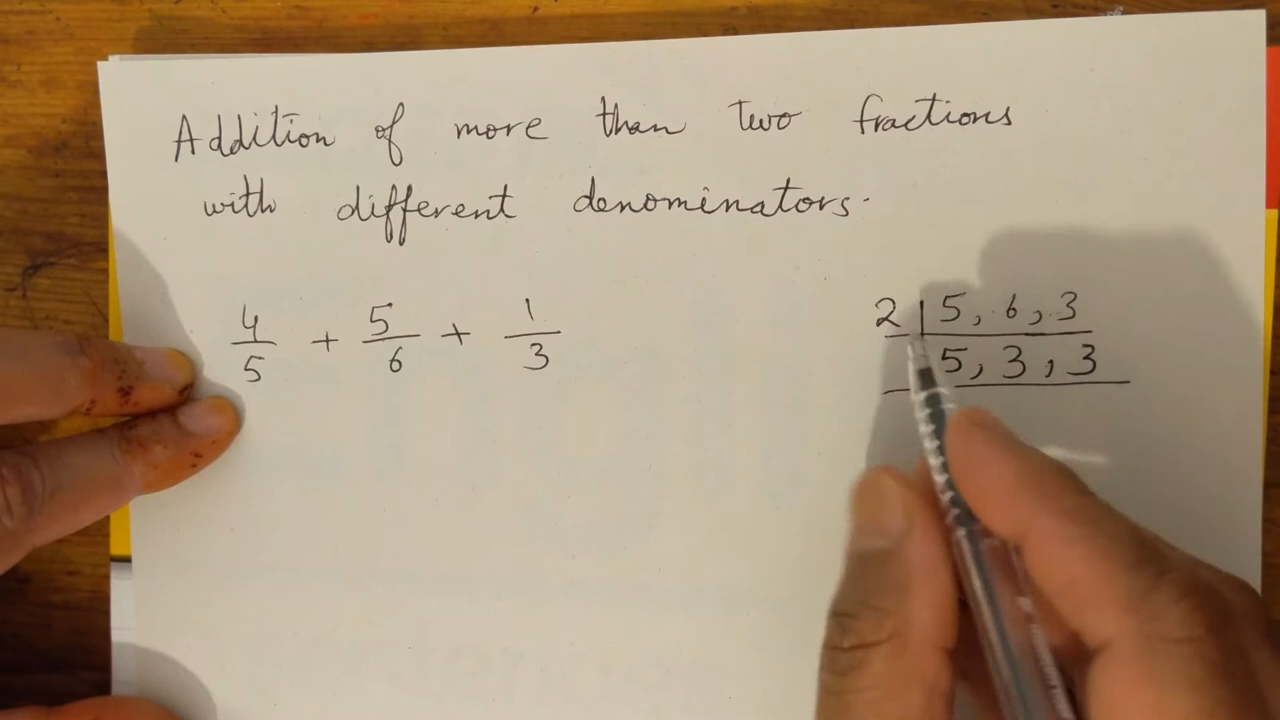 Addition of more than two fractions
with different denominators.
4/5 + 5/6 + 1/3
2 | 5, 6, 3
5, 3, 3